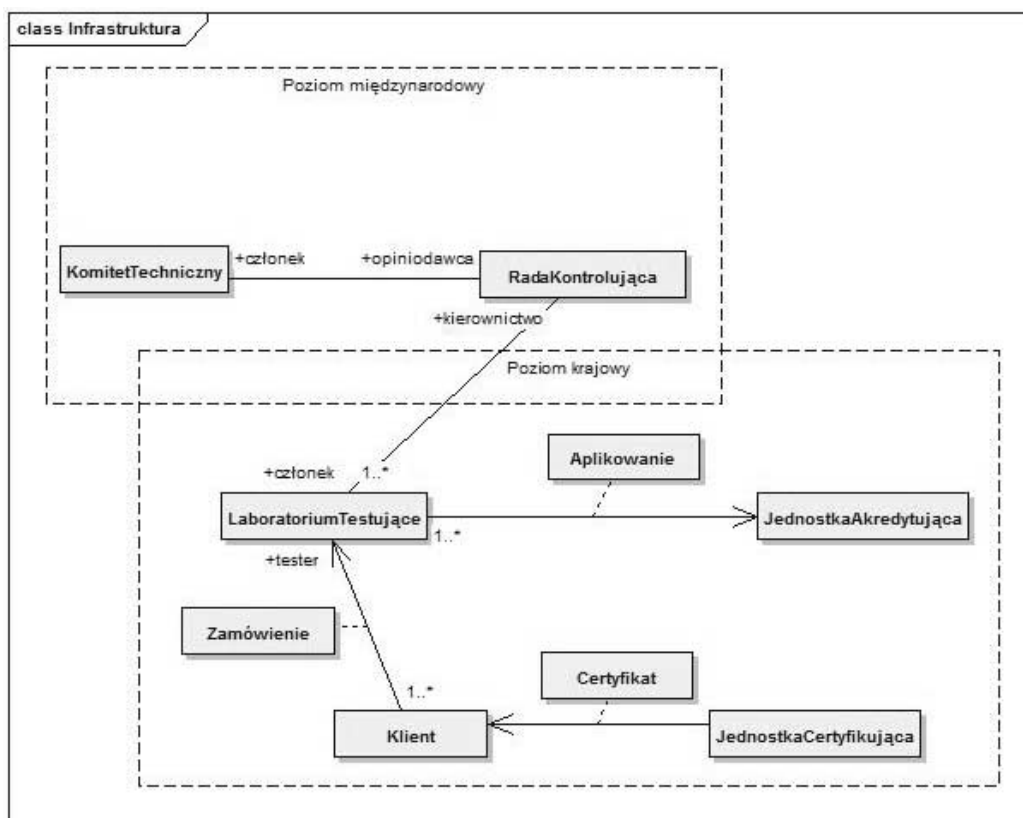 class Infrastruktura
Poziom międzynarodowy
+członek
+opiniodawca
KomitetTechniczny
RadaKontrolująca
+kierownictwo
Poziom krajowy
Aplikowanie
+członek
1..*
LaboratoriumTestujące
JednostkaAkredytująca
1..*
+tester
Zamówienie
Certyfikat
1..*
Klient
JednostkaCertyfikująca